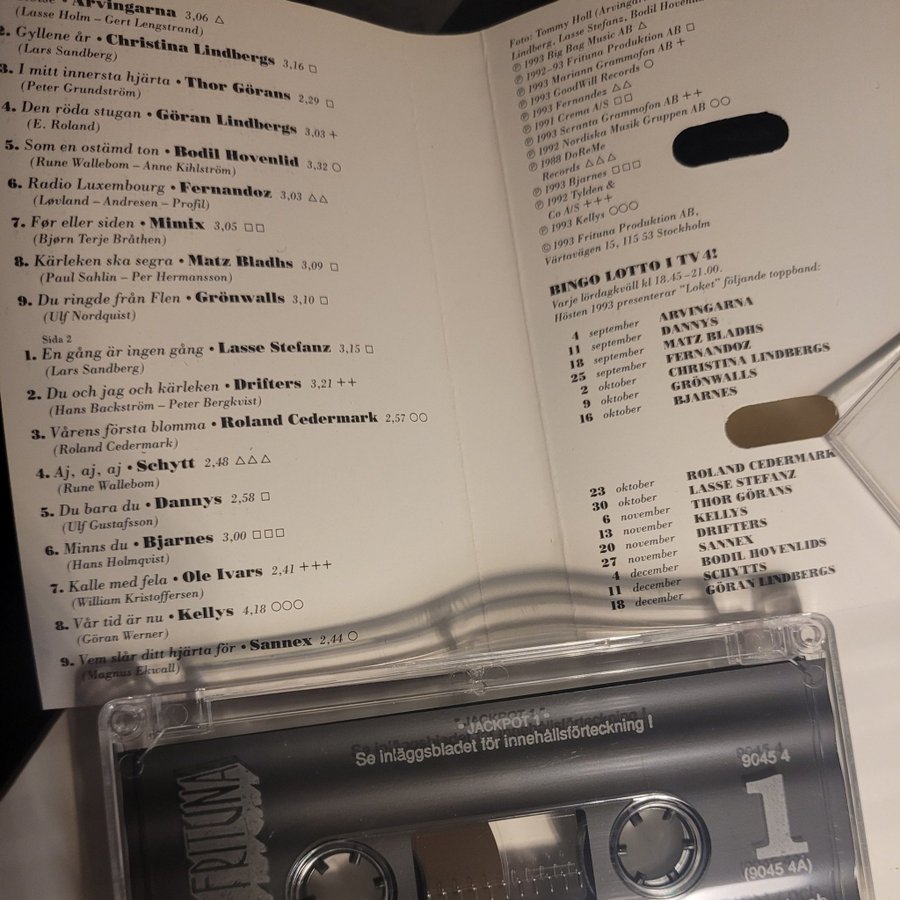 Arvingarna 3,06 △
(Lasse Holm – Gert Lengstrand)
2. Gyllene år • Christina Lindbergs 3,16 □
(Lars Sandberg)
3. I mitt innersta hjärta • Thor Görans 2,29 □
(Peter Grundström)
4. Den röda stugan • Göran Lindbergs 3,03 +
(E. Roland)
5. Som en ostämd ton • Bodil Hovenlid 3,32 ○
(Rune Wallebom – Anne Kihlström)
6. Radio Luxembourg • Fernandoz 3,03 △△
(Løvland – Andresen – Profil)
7. Før eller siden • Mimix 3,05 □□
(Bjørn Terje Bråthen)
8. Kärleken ska segra • Matz Bladhs 3,09 □
(Paul Sahlin – Per Hermansson)
9. Du ringde från Flen • Grönwalls 3,10 □
(Ulf Nordquist)
Sida 2
1. En gång är ingen gång • Lasse Stefanz 3,15 □
(Lars Sandberg)
2. Du och jag och kärleken • Drifters 3,21 ++
(Hans Backström – Peter Bergkvist)
3. Vårens första blomma • Roland Cedermark 2,57 ○○
(Roland Cedermark)
4. Aj, aj, aj • Schytt 2,48 △△△
(Rune Wallebom)
5. Du bara du • Dannys 2,58 □
(Ulf Gustafsson)
6. Minns du • Bjarnes 3,00 □□□
(Hans Holmqvist)
7. Kalle med fela • Ole Ivars 2,41 +++
(William Kristoffersen)
8. Vår tid är nu • Kellys 4,18 ○○○
(Göran Werner)
9. Vem slår ditt hjärta för • Sannex 2,44 ○
(Magnus Ekwall)
Foto: Tommy Holl (Arvingar
Lindberg, Lasse Stefanz, Bodil Hovenl
℗ 1993 Big Bag Music AB △
℗ 1992–93 Frituna Produktion AB □
℗ 1993 Mariann Grammofon AB +
℗ 1993 GoodWill Records ○
℗ 1993 Fernandes △△
℗ 1991 Crema A/S □□
℗ 1993 Scranta Grammofon AB ++
℗ 1992 Nordiska Musik Gruppen AB ○○
℗ 1988 DoReMe
Records △△△
℗ 1993 Bjarnes □□□
℗ 1992 Tylden &
Co A/S +++
℗ 1993 Kellys ○○○
© 1993 Frituna Produktion AB,
Värtavägen 15, 115 53 Stockholm
BINGO LOTTO I TV 4!
Varje lördagkväll kl 18.45–21.00.
Hösten 1993 presenterar "Loket" följande toppband:
4 september ARVINGARNA
11 september DANNYS
18 september MATZ BLADHS
25 september FERNANDOZ
2 oktober CHRISTINA LINDBERGS
9 oktober GRÖNWALLS
16 oktober BJARNES
23 oktober ROLAND CEDERMARK
30 oktober LASSE STEFANZ
6 november THOR GÖRANS
13 november KELLYS
20 november DRIFTERS
27 november SANNEX
4 december BODIL HOVENLIDS
11 december SCHYTTS
18 december GÖRAN LINDBERGS
• JACKPOT 1 •
Se inläggsbladet för innehållsförteckning !
FRITUNA
9045 4
1
(9045 4A)